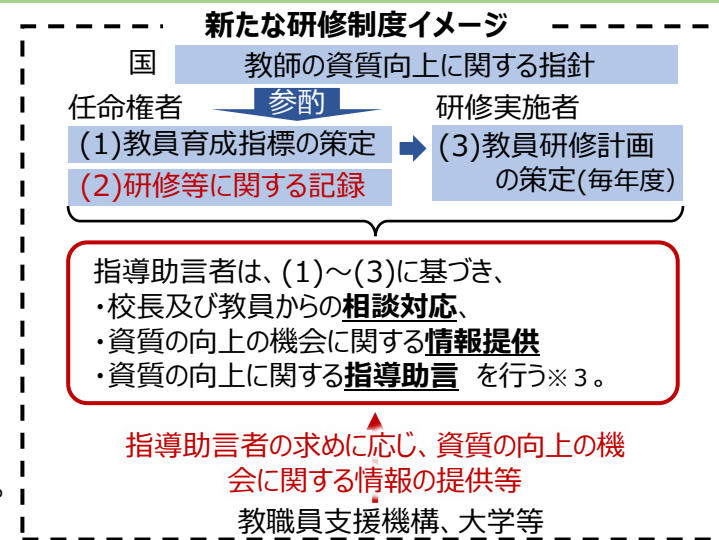 新たな研修制度イメージ
国 教師の資質向上に関する指針
任命権者 参酌 研修実施者
(1)教員育成指標の策定
(2)研修等に関する記録
(3)教員研修計画
の策定(毎年度)
指導助言者は、(1)～(3)に基づき、
・校長及び教員からの相談対応、
・資質の向上の機会に関する情報提供
・資質の向上に関する指導助言 を行う※３。
指導助言者の求めに応じ、資質の向上の機
会に関する情報の提供等
教職員支援機構、大学等
。